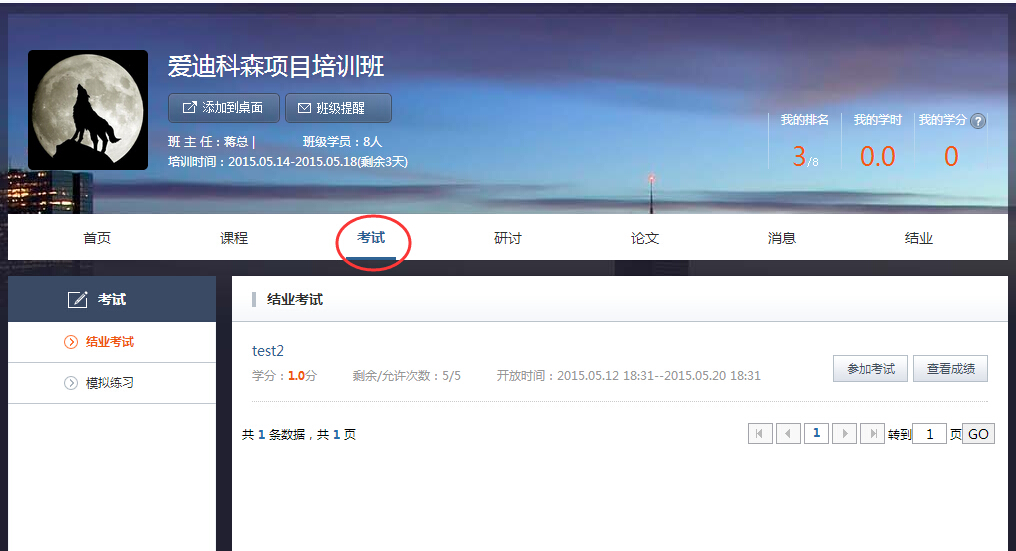 爱迪科森项目培训班
添加到桌面 班级提醒
班 主 任：蒋总 | 班级学员：8人
培训时间：2015.05.14-2015.05.18(剩余3天)
我的排名 我的学时 我的学分 ?
3/8 0.0 0
首页 课程 考试 研讨 论文 消息 结业
考试
结业考试
模拟练习
结业考试
test2
学分：1.0分 剩余/允许次数：5/5 开放时间：2015.05.12 18:31--2015.05.20 18:31
参加考试 查看成绩
共 1 条数据，共 1 页
1 转到 1 页 GO